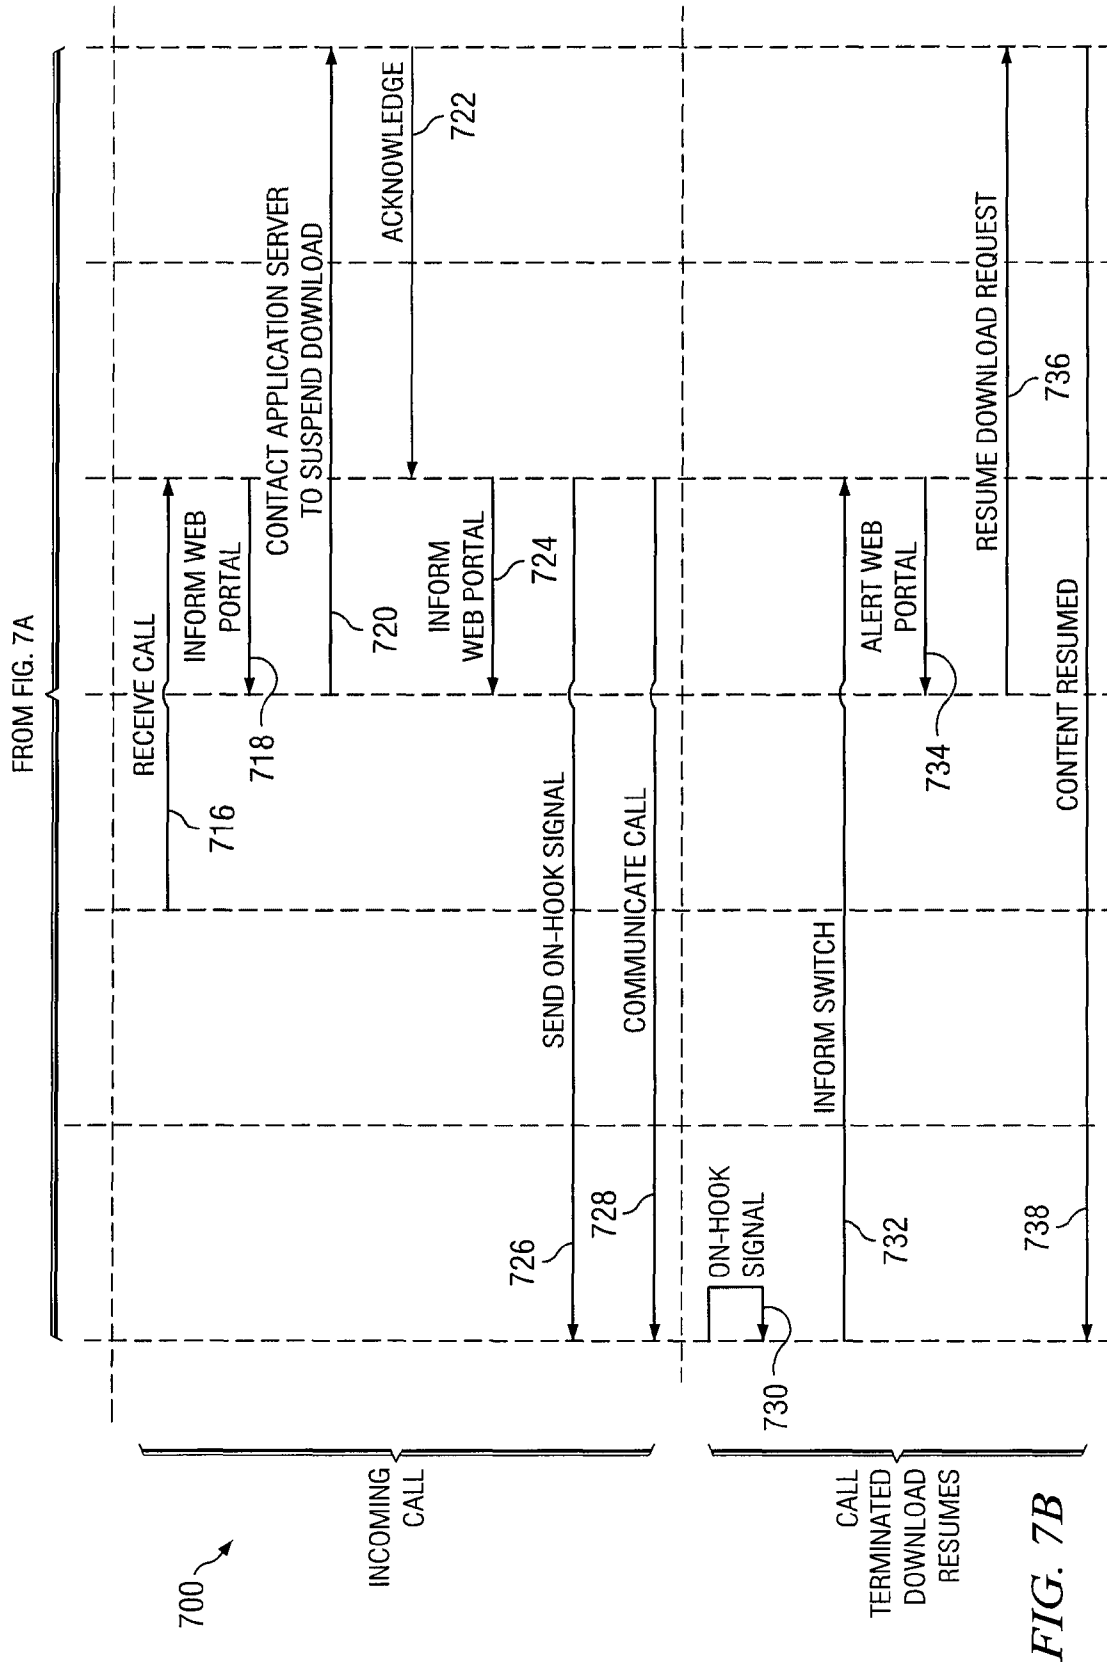 FROM FIG. 7A
700
INCOMING
CALL
RECEIVE CALL
716
INFORM WEB
PORTAL
718
CONTACT APPLICATION SERVER
TO SUSPEND DOWNLOAD
720
ACKNOWLEDGE
722
INFORM
WEB PORTAL
724
SEND ON-HOOK SIGNAL
726
COMMUNICATE CALL
728
CALL
TERMINATED
DOWNLOAD
RESUMES
ON-HOOK
SIGNAL
730
INFORM SWITCH
732
ALERT WEB
PORTAL
734
RESUME DOWNLOAD REQUEST
736
CONTENT RESUMED
738
FIG. 7B